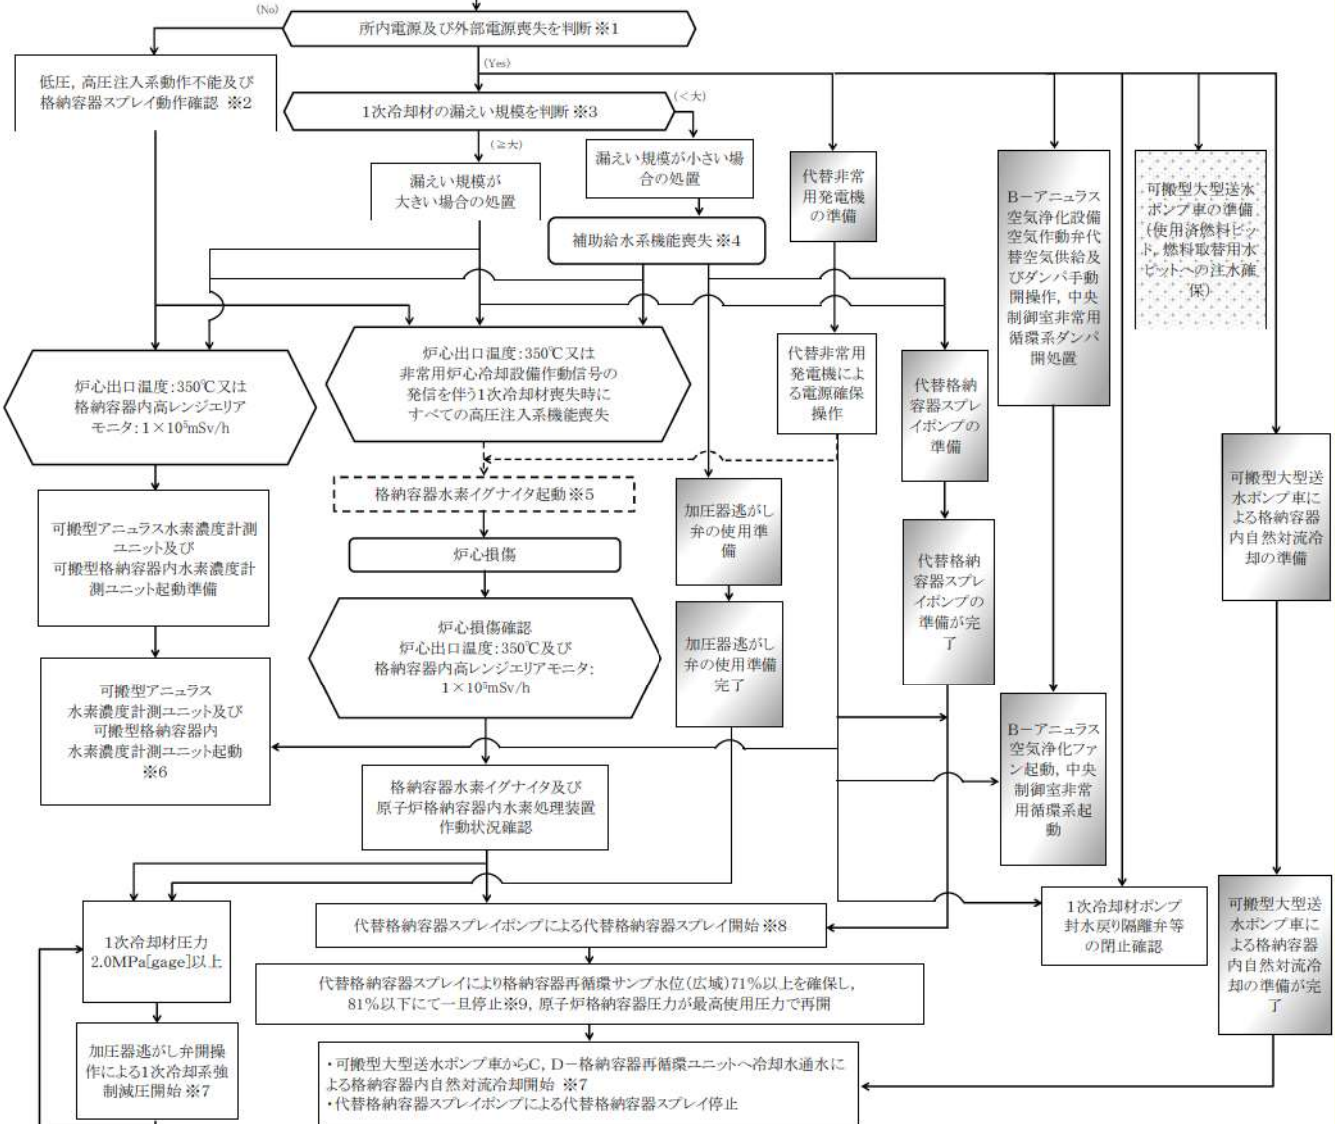 (No)
所内電源及び外部電源喪失を判断※1
(Yes)
低圧, 高圧注入系動作不能及び
格納容器スプレイ動作確認 ※2
1次冷却材の漏えい規模を判断※3
(<大)
(≧大)
漏えい規模が
大きい場合の処置
漏えい規模が小さい場
合の処置
補助給水系機能喪失※4
代替非常
用発電機
の準備
B－アニュラス
空気浄化設備
空気作動弁代
替空気供給及
びダンパ手動
開操作, 中央
制御室非常用
循環系ダンパ
開処置
可搬型大型送水
ポンプ車の準備
(使用済燃料ピッ
ト, 燃料取替用水
ピットへの注水確
保)
炉心出口温度:350℃又は
格納容器内高レンジエリア
モニタ:1×10⁵mSv/h
炉心出口温度:350℃又は
非常用炉心冷却設備作動信号の
発信を伴う1次冷却材喪失時に
すべての高圧注入系機能喪失
代替非常用
発電機によ
る電源確保
操作
代替格納
容器スプレ
イポンプの
準備
可搬型大型送
水ポンプ車に
よる格納容器
内自然対流冷
却の準備
格納容器水素イグナイタ起動※5
加圧器逃がし
弁の使用準
備
可搬型アニュラス水素濃度計測
ユニット及び
可搬型格納容器内水素濃度計
測ユニット起動準備
炉心損傷
代替格納
容器スプレ
イポンプの
準備が完
了
炉心損傷確認
炉心出口温度:350℃及び
格納容器内高レンジエリアモニタ:
1×10⁵mSv/h
加圧器逃がし
弁の使用準備
完了
可搬型アニュラス
水素濃度計測ユニット及び
可搬型格納容器内
水素濃度計測ユニット起動
※6
B－アニュラス
空気浄化ファ
ン起動, 中央
制御室非常
用循環系起
動
格納容器水素イグナイタ及び
原子炉格納容器内水素処理装置
作動状況確認
1次冷却材圧力
2.0MPa[gage]以上
代替格納容器スプレイポンプによる代替格納容器スプレイ開始 ※8
1次冷却材ポンプ
封水戻り隔離弁等
の閉止確認
可搬型大型送
水ポンプ車に
よる格納容器
内自然対流冷
却の準備が完
了
代替格納容器スプレイにより格納容器再循環サンプ水位(広域)71%以上を確保し,
81%以下にて一旦停止※9, 原子炉格納容器圧力が最高使用圧力で再開
加圧器逃がし弁開操
作による1次冷却系強
制減圧開始 ※7
・可搬型大型送水ポンプ車からC, D－格納容器再循環ユニットへ冷却水通水に
よる格納容器内自然対流冷却開始 ※7
・代替格納容器スプレイポンプによる代替格納容器スプレイ停止